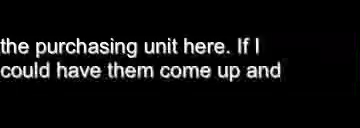 the purchasing unit here. If I
could have them come up and